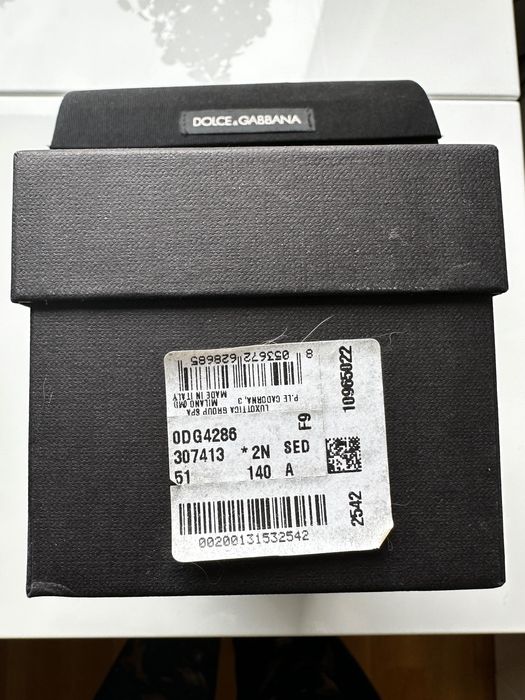 DOLCE & GABBANA
8 053672 628685
LUXOTTICA GROUP SPA
P.LE CADORNA, 3
MILANO (MI)
MADE IN ITALY
0DG4286
307413 *2N SED
51 140 A
F9
10965022
2542
00200131532542